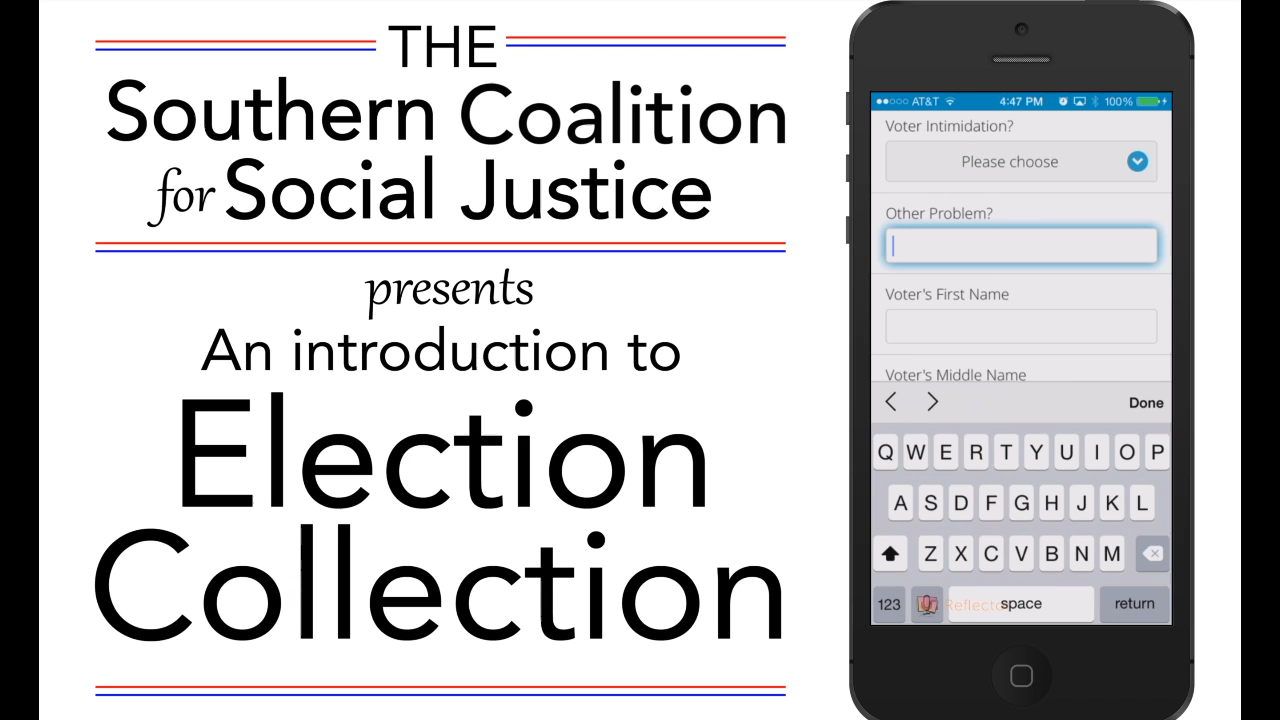 THE
Southern Coalition
for Social Justice
presents
An introduction to
Election
Collection
AT&T 4:47 PM 100%
Voter Intimidation?
Please choose
Other Problem?
Voter's First Name
Voter's Middle Name
Done
Q W E R T Y U I O P
A S D F G H J K L
Z X C V B N M
123 Reflecto space return